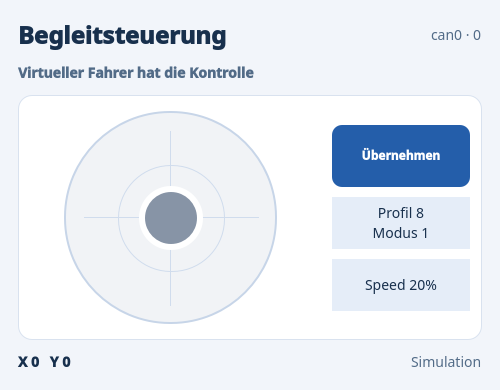 Begleitsteuerung
can0 · 0
Virtueller Fahrer hat die Kontrolle
Übernehmen
Profil 8
Modus 1
Speed 20%
X 0 Y 0
Simulation